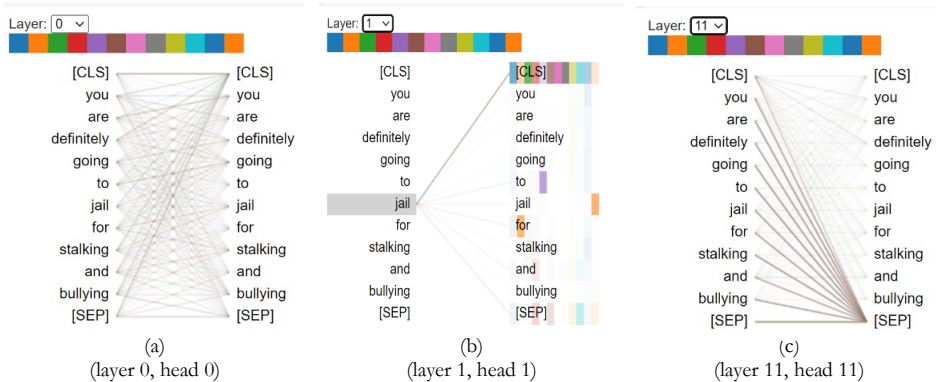 Layer: 0
[CLS] [CLS]
you you
are are
definitely definitely
going going
to to
jail jail
for for
stalking stalking
and and
bullying bullying
[SEP] [SEP]
(a)
(layer 0, head 0)
Layer: 1
[CLS] [CLS]
you you
are are
definitely definitely
going going
to to
jail jail
for for
stalking stalking
and and
bullying bullying
[SEP] [SEP]
(b)
(layer 1, head 1)
Layer: 11
[CLS] [CLS]
you you
are are
definitely definitely
going going
to to
jail jail
for for
stalking stalking
and and
bullying bullying
[SEP] [SEP]
(c)
(layer 11, head 11)